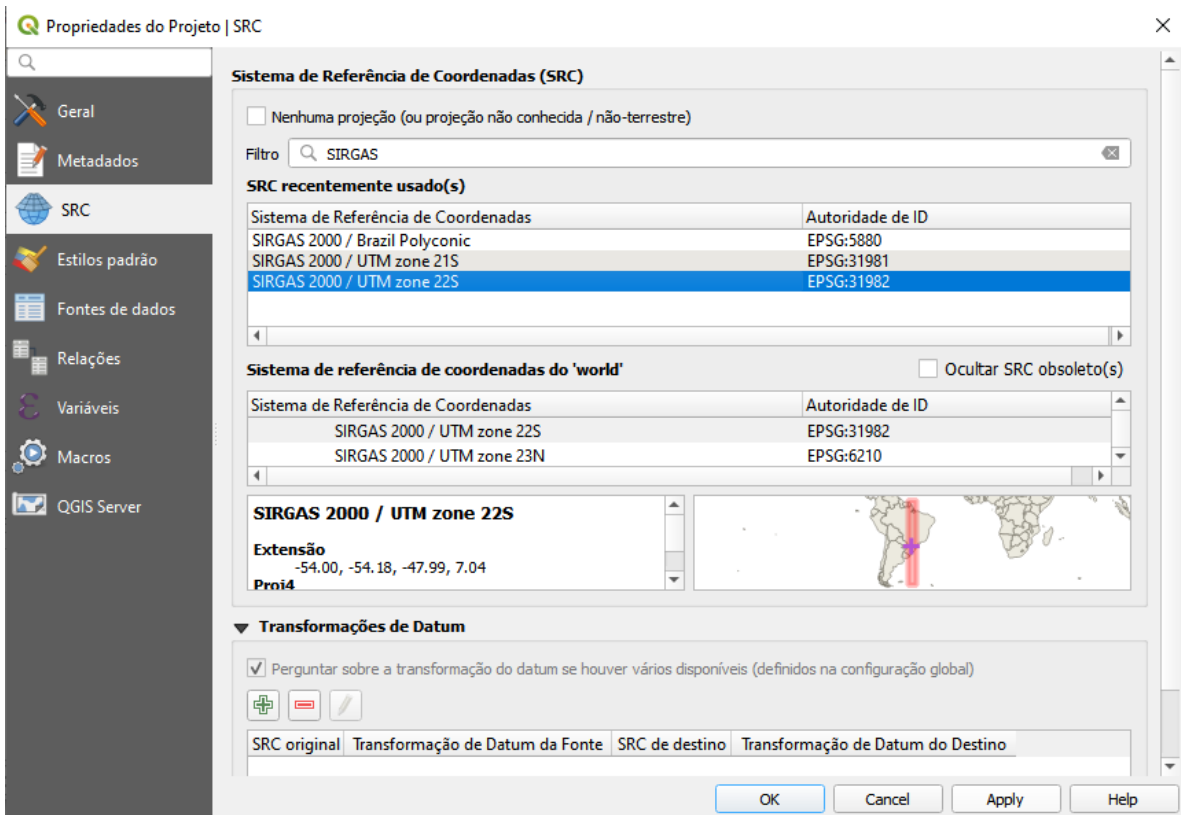 Propriedades do Projeto | SRC
Geral
Metadados
SRC
Estilos padrão
Fontes de dados
Relações
Variáveis
Macros
QGIS Server
Sistema de Referência de Coordenadas (SRC)
Nenhuma projeção (ou projeção não conhecida / não-terrestre)
Filtro SIRGAS
SRC recentemente usado(s)
Sistema de Referência de Coordenadas Autoridade de ID
SIRGAS 2000 / Brazil Polyconic EPSG:5880
SIRGAS 2000 / UTM zone 21S EPSG:31981
SIRGAS 2000 / UTM zone 22S EPSG:31982
Sistema de referência de coordenadas do 'world' Ocultar SRC obsoleto(s)
Sistema de Referência de Coordenadas Autoridade de ID
SIRGAS 2000 / UTM zone 22S EPSG:31982
SIRGAS 2000 / UTM zone 23N EPSG:6210
SIRGAS 2000 / UTM zone 22S
Extensão
-54.00, -54.18, -47.99, 7.04
Proj4
Transformações de Datum
Perguntar sobre a transformação do datum se houver vários disponíveis (definidos na configuração global)
SRC original Transformação de Datum da Fonte SRC de destino Transformação de Datum do Destino
OK Cancel Apply Help